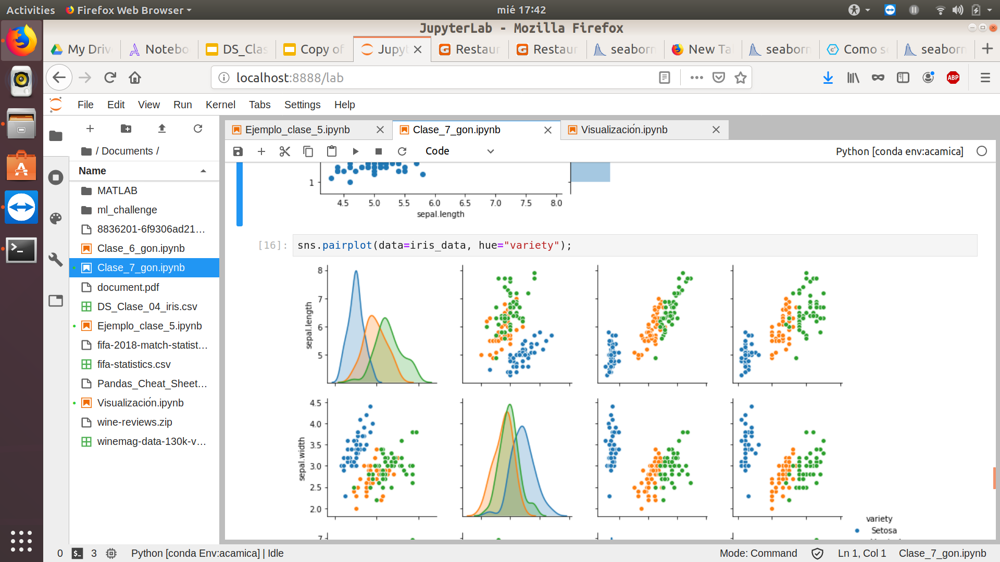 Activities
Firefox Web Browser
mié 17:42
JupyterLab - Mozilla Firefox
My Driv
Notebo
DS_Clas
Copy of
Jupyt
Restaur
Restaur
seaborn
New Ta
seaborn
Como se
seaborn
localhost:8888/lab
ABP
File Edit View Run Kernel Tabs Settings Help
/ Documents /
Name
MATLAB
ml_challenge
8836201-6f9306ad21...
Clase_6_gon.ipynb
Clase_7_gon.ipynb
document.pdf
DS_Clase_04_iris.csv
Ejemplo_clase_5.ipynb
fifa-2018-match-statist...
fifa-statistics.csv
Pandas_Cheat_Sheet...
Visualización.ipynb
wine-reviews.zip
winemag-data-130k-v...
Ejemplo_clase_5.ipynb
Clase_7_gon.ipynb
Visualización.ipynb
Code
Python [conda env:acamica]
1
4.5 5.0 5.5 6.0 6.5 7.0 7.5 8.0
sepal.length
[16]:
sns.pairplot(data=iris_data, hue="variety");
8
7
6
5
sepal.length
4.5
4.0
3.5
3.0
2.5
2.0
sepal.width
7
variety
Setosa
0
$_
3
Python [conda Env:acamica] | Idle
Mode: Command
Ln 1, Col 1
Clase_7_gon.ipynb